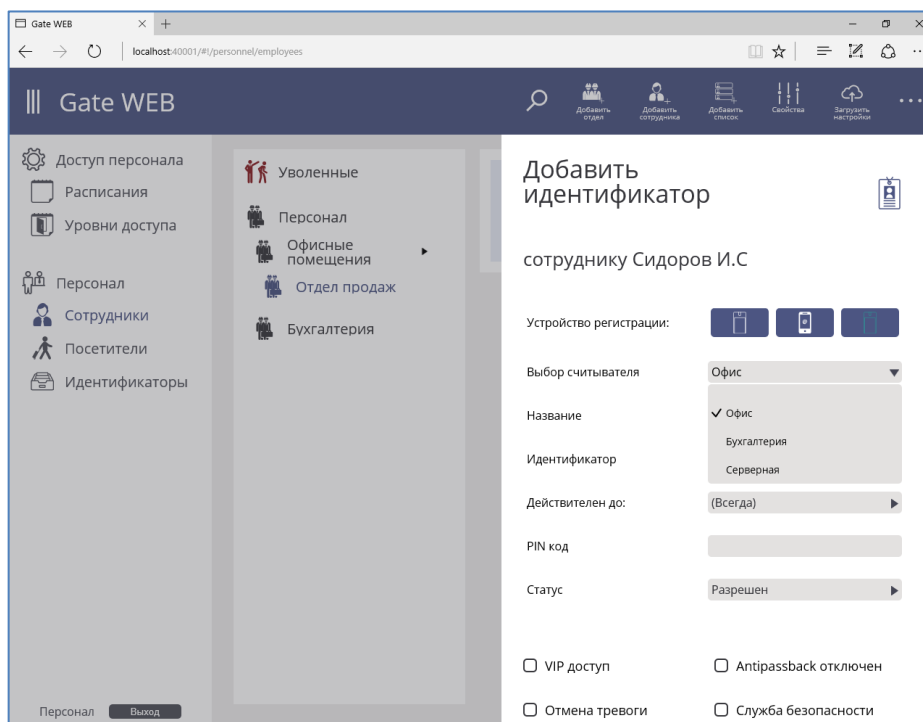 Gate WEB
localhost:40001/#!/personnel/employees
Gate WEB
Добавить отдел
Добавить сотрудника
Добавить список
Свойства
Загрузить настройки
Доступ персонала
Расписания
Уровни доступа
Персонал
Сотрудники
Посетители
Идентификаторы
Персонал
Выход
Уволенные
Персонал
Офисные
помещения
Отдел продаж
Бухгалтерия
Добавить
идентификатор
сотруднику Сидоров И.С
Устройство регистрации:
Выбор считывателя
Офис
Офис
Бухгалтерия
Серверная
Название
Идентификатор
Действителен до:
(Всегда)
PIN код
Статус
Разрешен
VIP доступ
Antipassback отключен
Отмена тревоги
Служба безопасности